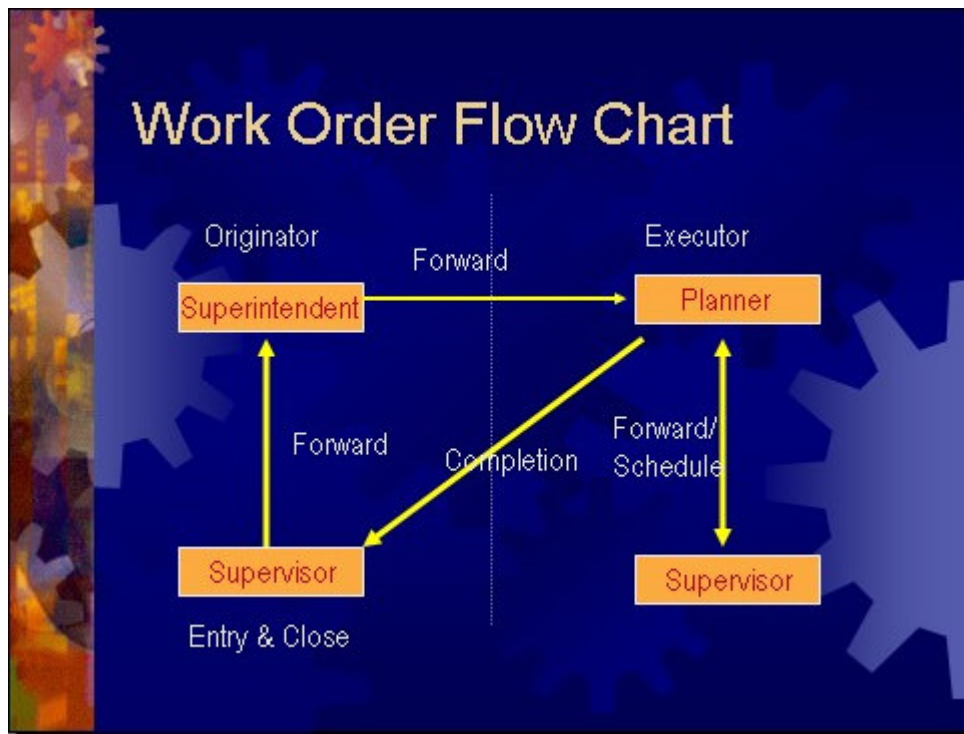 Work Order Flow Chart
Originator
Executor
Forward
Superintendent
Planner
Forward
Completion
Forward/
Schedule
Supervisor
Supervisor
Entry & Close